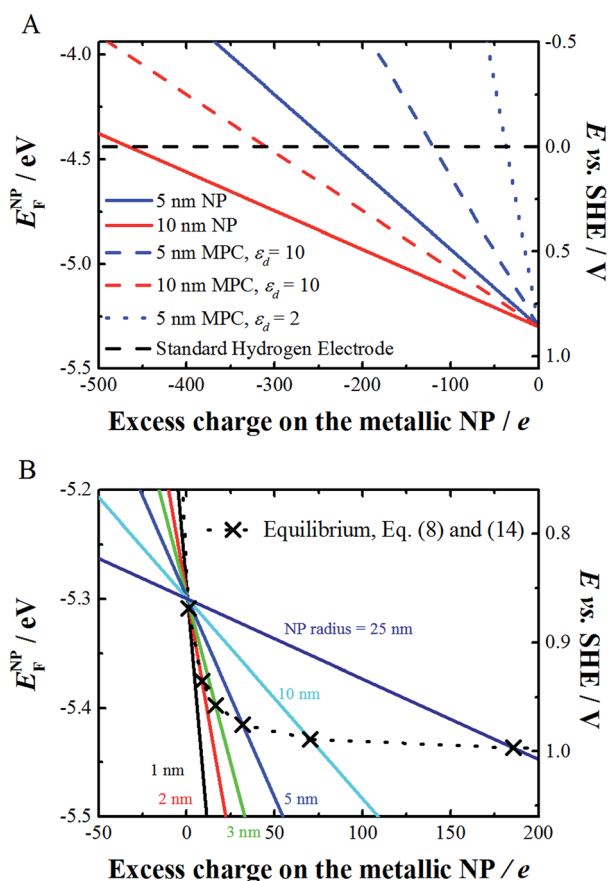 A
-4.0
-4.5
-5.0
-5.5
E_F^NP / eV
-0.5
0.0
0.5
1.0
E vs. SHE / V
5 nm NP
10 nm NP
5 nm MPC, ε_d = 10
10 nm MPC, ε_d = 10
5 nm MPC, ε_d = 2
Standard Hydrogen Electrode
-500 -400 -300 -200 -100 0
Excess charge on the metallic NP / e
B
-5.2
-5.3
-5.4
-5.5
E_F^NP / eV
0.8
0.9
1.0
E vs. SHE / V
Equilibrium, Eq. (8) and (14)
NP radius = 25 nm
10 nm
1 nm
2 nm
5 nm
3 nm
-50 0 50 100 150 200
Excess charge on the metallic NP / e